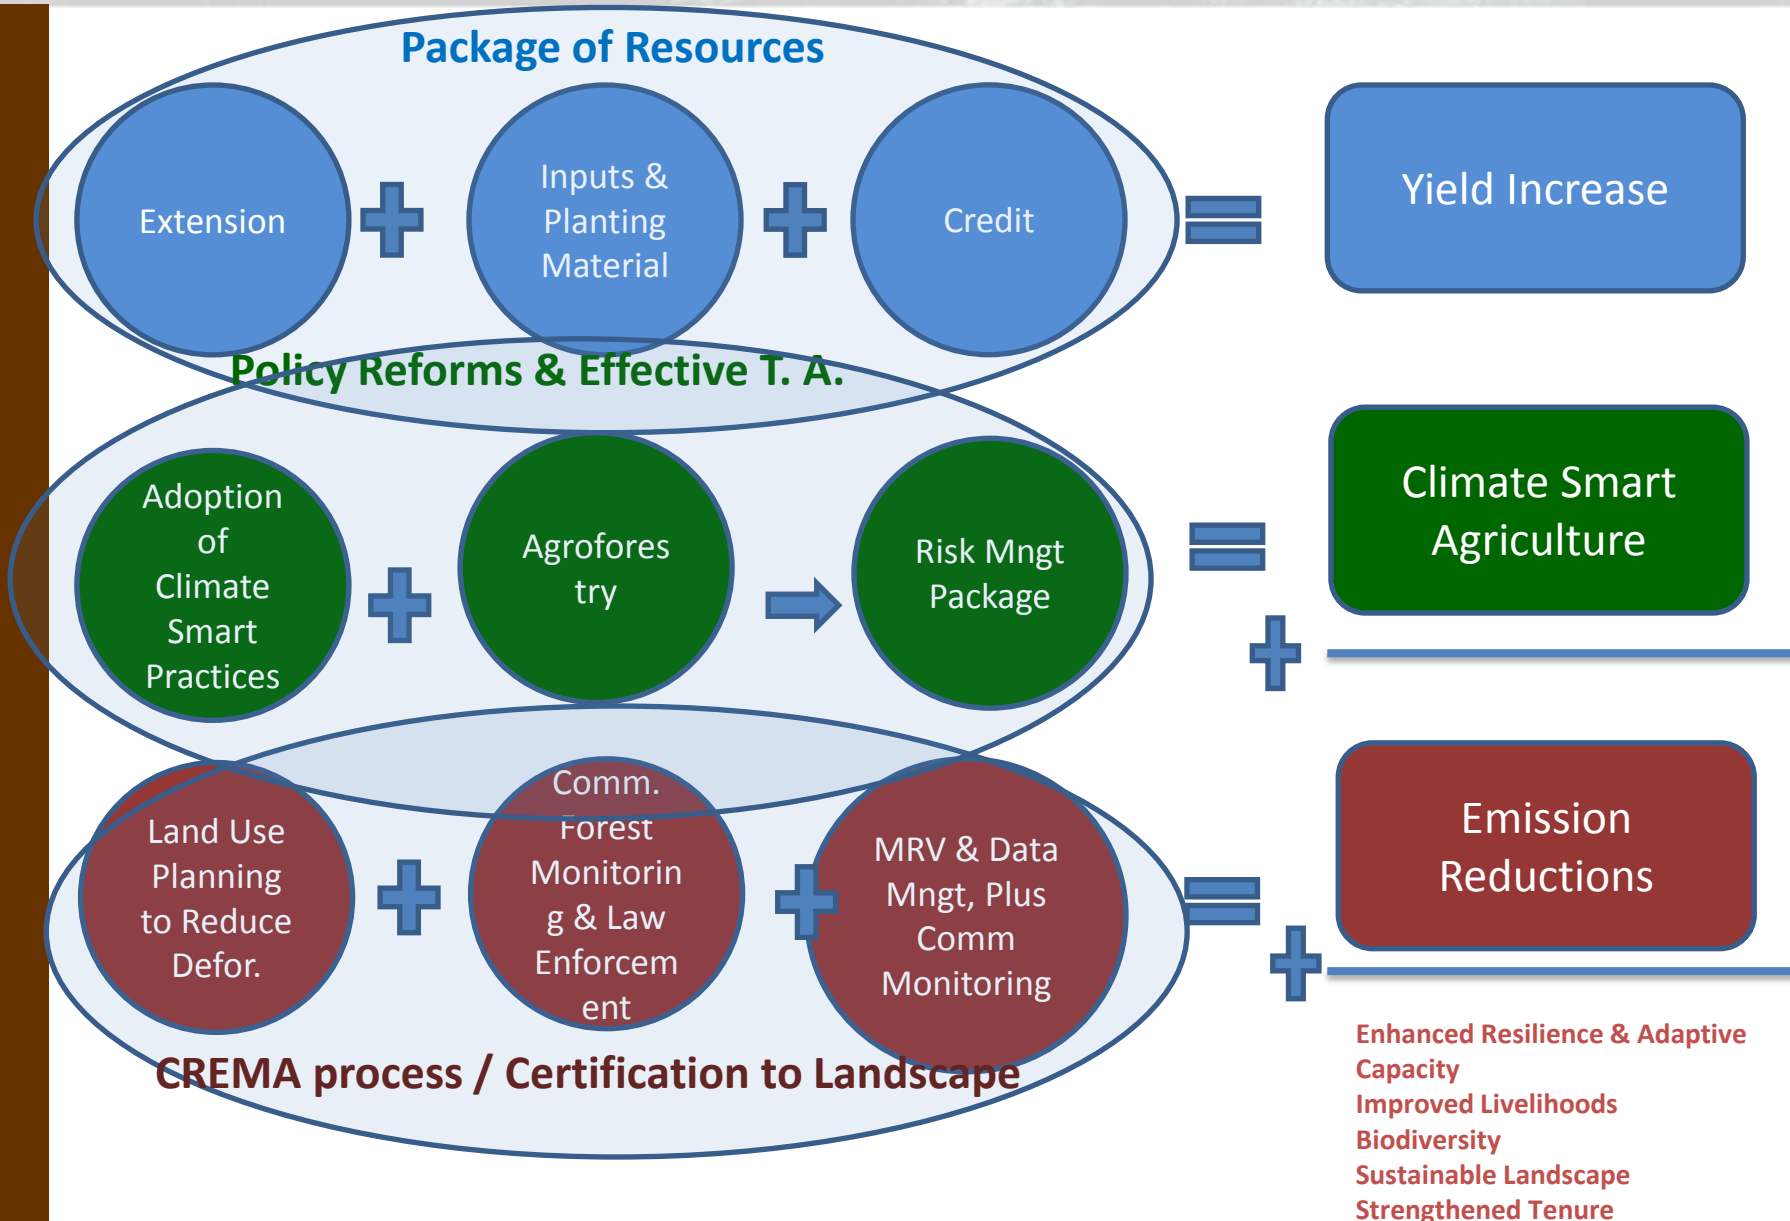 Package of Resources
Extension
Inputs &
Planting
Material
Credit
Yield Increase
Policy Reforms & Effective T. A.
Adoption
of
Climate
Smart
Practices
Agrofores
try
Risk Mngt
Package
Climate Smart
Agriculture
Land Use
Planning
to Reduce
Defor.
Comm.
Forest
Monitorin
g & Law
Enforcem
ent
MRV & Data
Mngt, Plus
Comm
Monitoring
Emission
Reductions
CREMA process / Certification to Landscape
Enhanced Resilience & Adaptive
Capacity
Improved Livelihoods
Biodiversity
Sustainable Landscape
Strengthened Tenure